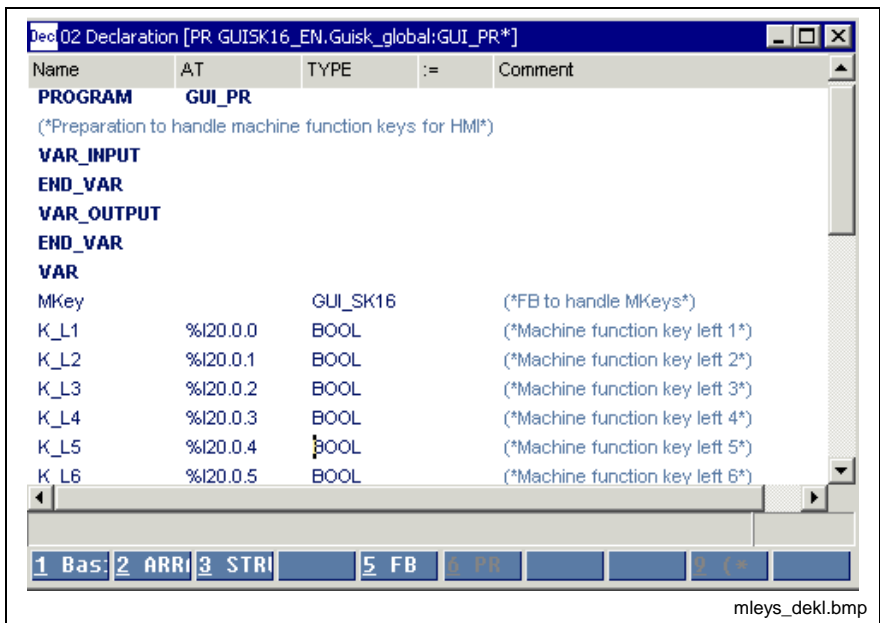 Decl 02 Declaration [PR GUISK16_EN.Guisk_global:GUI_PR*]
Name AT TYPE := Comment
PROGRAM GUI_PR
(*Preparation to handle machine function keys for HMI*)
VAR_INPUT
END_VAR
VAR_OUTPUT
END_VAR
VAR
MKey GUI_SK16 (*FB to handle MKeys*)
K_L1 %I20.0.0 BOOL (*Machine function key left 1*)
K_L2 %I20.0.1 BOOL (*Machine function key left 2*)
K_L3 %I20.0.2 BOOL (*Machine function key left 3*)
K_L4 %I20.0.3 BOOL (*Machine function key left 4*)
K_L5 %I20.0.4 BOOL (*Machine function key left 5*)
K_L6 %I20.0.5 BOOL (*Machine function key left 6*)
1 Bas 2 ARR 3 STR 5 FB 6 PR 9 (*
mleys_dekl.bmp